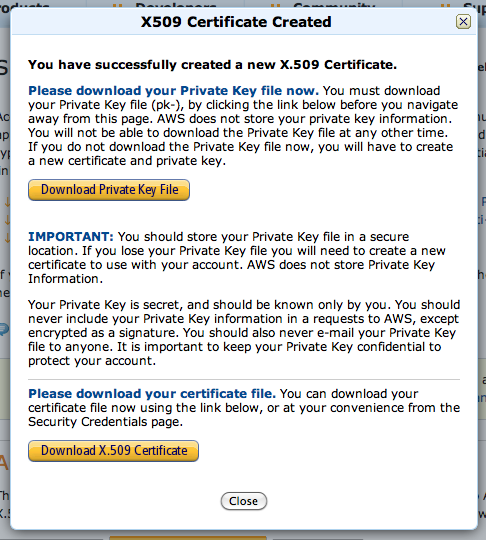 Developers
Community
X509 Certificate Created
You have successfully created a new X.509 Certificate.
Please download your Private Key file now. You must download
your Private Key file (pk-), by clicking the link below before you navigate
away from this page. AWS does not store your private key information.
You will not be able to download the Private Key file at any other time.
If you do not download the Private Key file now, you will have to create
a new certificate and private key.
Download Private Key File
IMPORTANT: You should store your Private Key file in a secure
location. If you lose your Private Key file you will need to create a new
certificate to use with your account. AWS does not store Private Key
Information.
Your Private Key is secret, and should be known only by you. You should
never include your Private Key information in a requests to AWS, except
encrypted as a signature. You should also never e-mail your Private Key
file to anyone. It is important to keep your Private Key confidential to
protect your account.
Please download your certificate file. You can download your
certificate file now using the link below, or at your convenience from the
Security Credentials page.
Download X.509 Certificate
Close